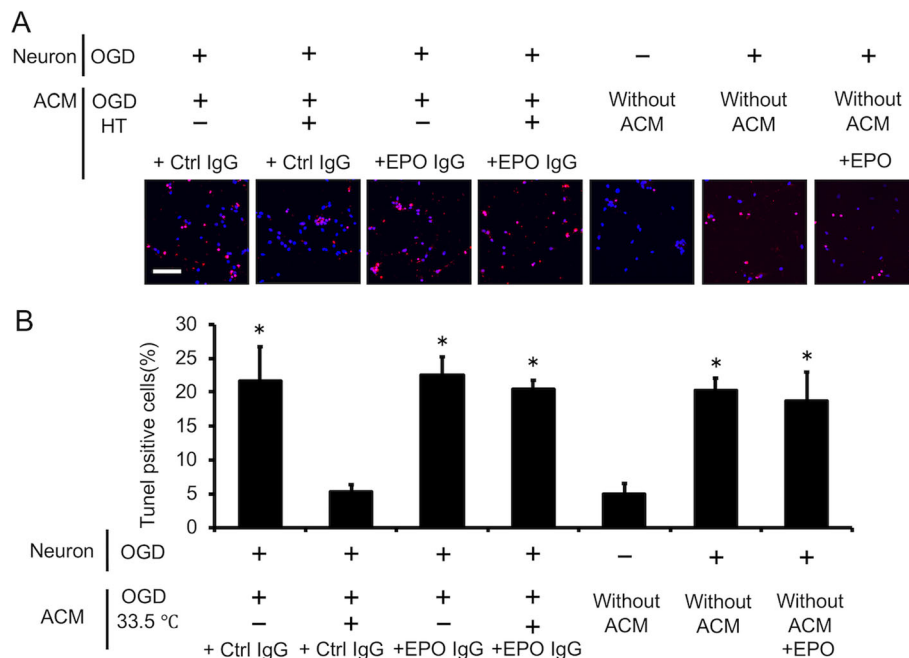 A
Neuron OGD + + + + − + +
ACM OGD + + + + Without Without Without
HT − + − + ACM ACM ACM
+ Ctrl IgG + Ctrl IgG +EPO IgG +EPO IgG +EPO
B
Tunel pitive cells(%)
30
25
20
15
10
5
0
* * * * *
Neuron OGD + + + + − + +
ACM OGD + + + + Without Without Without
33.5 ℃ − + − + ACM ACM ACM
+ Ctrl IgG + Ctrl IgG +EPO IgG +EPO IgG +EPO